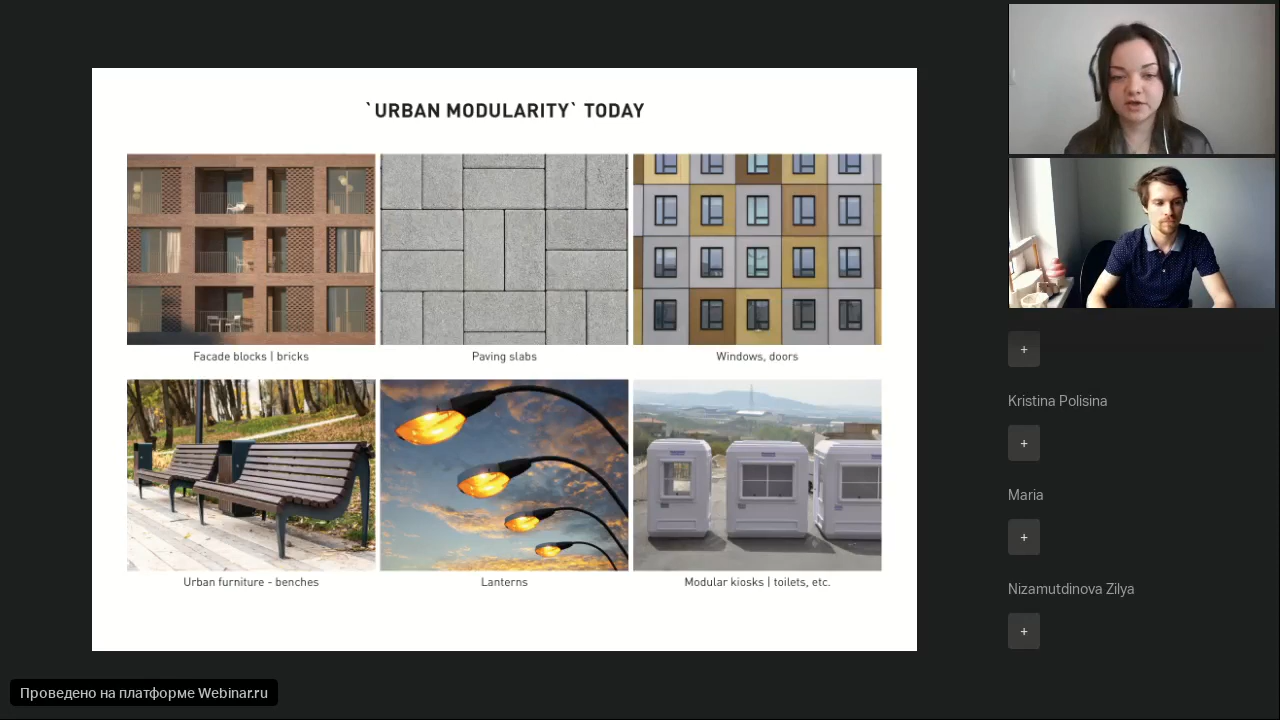 `URBAN MODULARITY` TODAY
Facade blocks | bricks
Paving slabs
Windows, doors
Urban furniture - benches
Lanterns
Modular kiosks | toilets, etc.
+
Kristina Polisina
+
Maria
+
Nizamutdinova Zilya
+
Проведено на платформе Webinar.ru